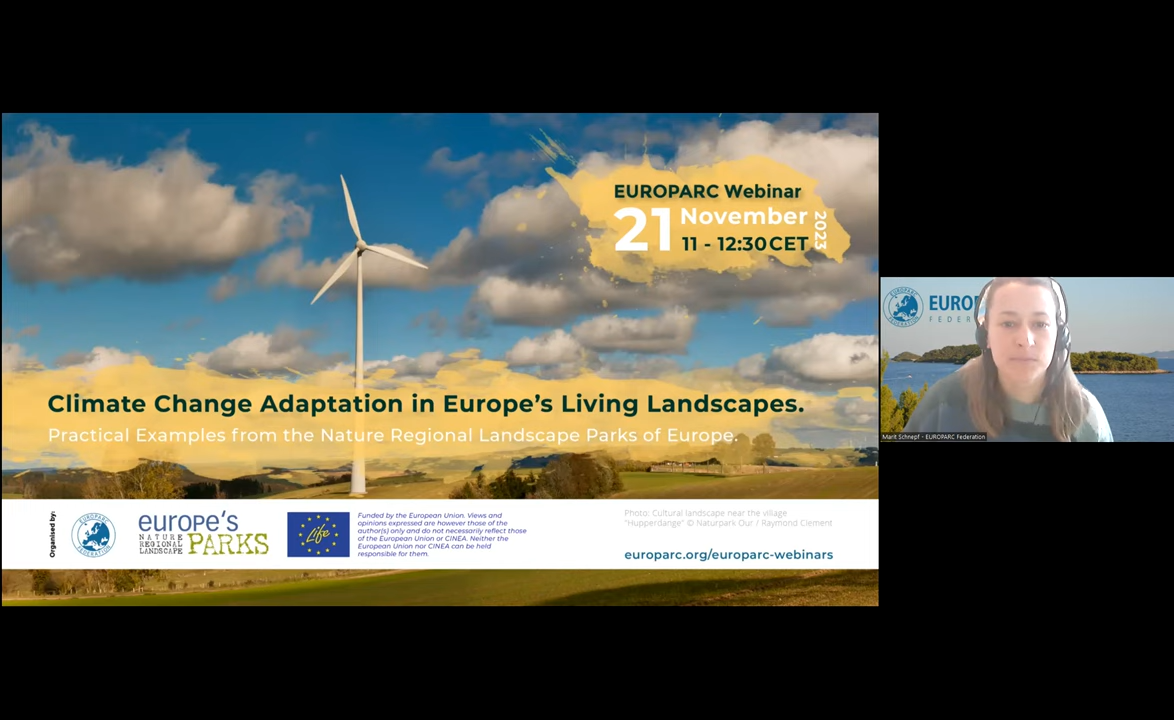 EUROPARC Webinar
21 November 2023
11 - 12:30 CET
Climate Change Adaptation in Europe's Living Landscapes.
Practical Examples from the Nature Regional Landscape Parks of Europe.
Organised by:
EUROPARC
FEDERATION
europe's
NATURE
REGIONAL
LANDSCAPE
PARKS
Life
Funded by the European Union. Views and
opinions expressed are however those of the
author(s) only and do not necessarily reflect those
of the European Union or CINEA. Neither the
European Union nor CINEA can be held
responsible for them.
Photo: Cultural landscape near the village
"Hupperdange" © Naturpark Our / Raymond Clement
europarc.org/europarc-webinars
EUROPARC
FEDERATION
EUROP
FEDER
Marit Schnepf - EUROPARC Federation